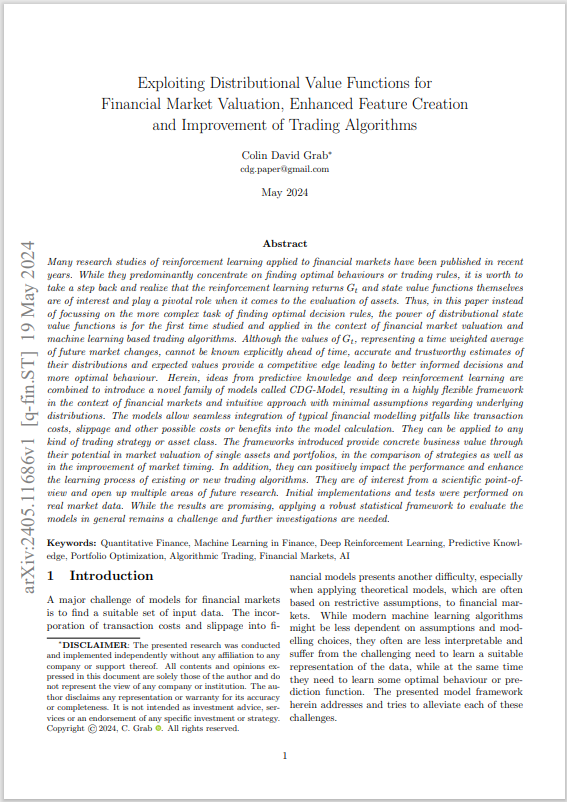 Exploiting Distributional Value Functions for
Financial Market Valuation, Enhanced Feature Creation
and Improvement of Trading Algorithms
Colin David Grab*
cdg.paper@gmail.com
May 2024
arXiv:2405.11686v1 [q-fin.ST] 19 May 2024
Abstract
Many research studies of reinforcement learning applied to financial markets have been published in recent
years. While they predominantly concentrate on finding optimal behaviours or trading rules, it is worth to
take a step back and realize that the reinforcement learning returns Gt and state value functions themselves
are of interest and play a pivotal role when it comes to the evaluation of assets. Thus, in this paper instead
of focussing on the more complex task of finding optimal decision rules, the power of distributional state
value functions is for the first time studied and applied in the context of financial market valuation and
machine learning based trading algorithms. Although the values of Gt, representing a time weighted average
of future market changes, cannot be known explicitly ahead of time, accurate and trustworthy estimates of
their distributions and expected values provide a competitive edge leading to better informed decisions and
more optimal behaviour. Herein, ideas from predictive knowledge and deep reinforcement learning are
combined to introduce a novel family of models called CDG-Model, resulting in a highly flexible framework
in the context of financial markets and intuitive approach with minimal assumptions regarding underlying
distributions. The models allow seamless integration of typical financial modelling pitfalls like transaction
costs, slippage and other possible costs or benefits into the model calculation. They can be applied to any
kind of trading strategy or asset class. The frameworks introduced provide concrete business value through
their potential in market valuation of single assets and portfolios, in the comparison of strategies as well as
in the improvement of market timing. In addition, they can positively impact the performance and enhance
the learning process of existing or new trading algorithms. They are of interest from a scientific point-of-
view and open up multiple areas of future research. Initial implementations and tests were performed on
real market data. While the results are promising, applying a robust statistical framework to evaluate the
models in general remains a challenge and further investigations are needed.
Keywords: Quantitative Finance, Machine Learning in Finance, Deep Reinforcement Learning, Predictive Knowl-
edge, Portfolio Optimization, Algorithmic Trading, Financial Markets, AI
1 Introduction
A major challenge of models for financial markets
is to find a suitable set of input data. The incor-
poration of transaction costs and slippage into fi-
*DISCLAIMER: The presented research was conducted
and implemented independently without any affiliation to any
company or support thereof. All contents and opinions ex-
pressed in this document are solely those of the author and do
not represent the view of any company or institution. The au-
thor disclaims any representation or warranty for its accuracy
or completeness. It is not intended as investment advice, ser-
vices or an endorsement of any specific investment or strategy.
Copyright © 2024, C. Grab iD. All rights reserved.
nancial models presents another difficulty, especially
when applying theoretical models, which are often
based on restrictive assumptions, to financial mar-
kets. While modern machine learning algorithms
might be less dependent on assumptions and mod-
elling choices, they often are less interpretable and
suffer from the challenging need to learn a suitable
representation of the data, while at the same time
they need to learn some optimal behaviour or pre-
diction function. The presented model framework
herein addresses and tries to alleviate each of these
challenges.
1